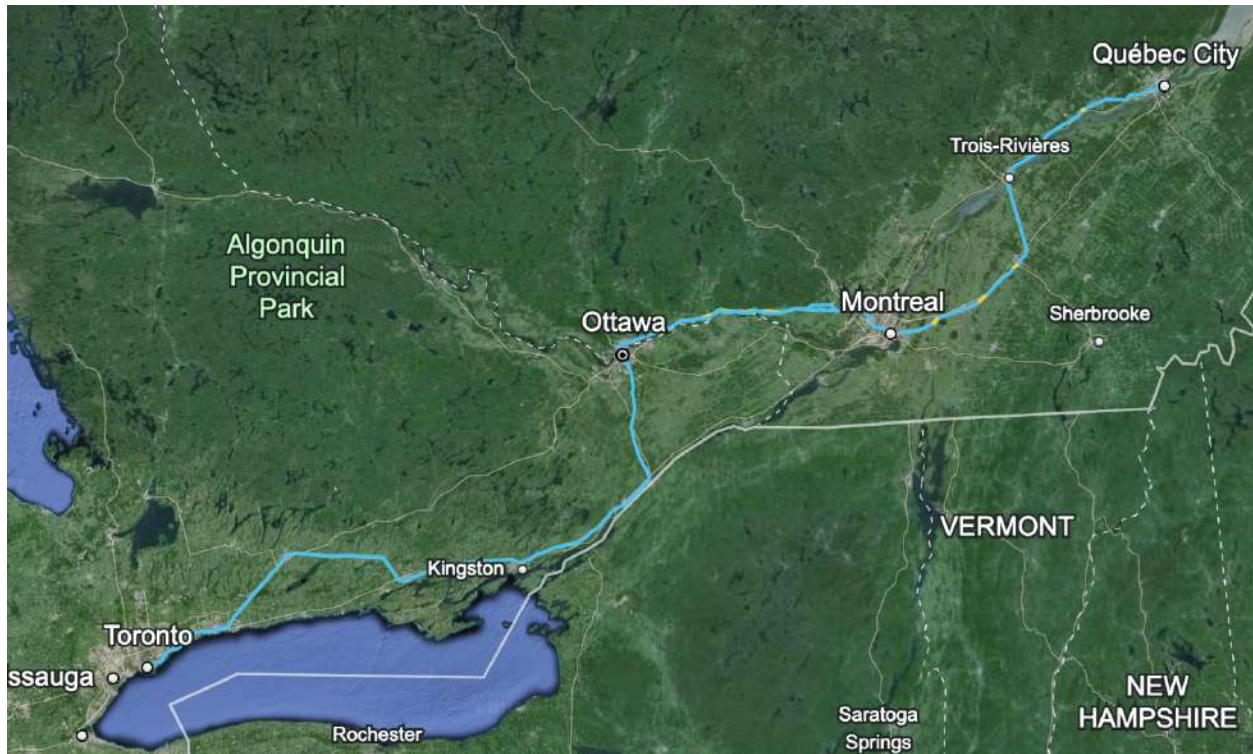 Québec City
Trois-Rivières
Algonquin
Provincial
Park
Montreal
Ottawa
Sherbrooke
VERMONT
Kingston
Toronto
ssauga
Rochester
Saratoga
Springs
NEW
HAMPSHIRE